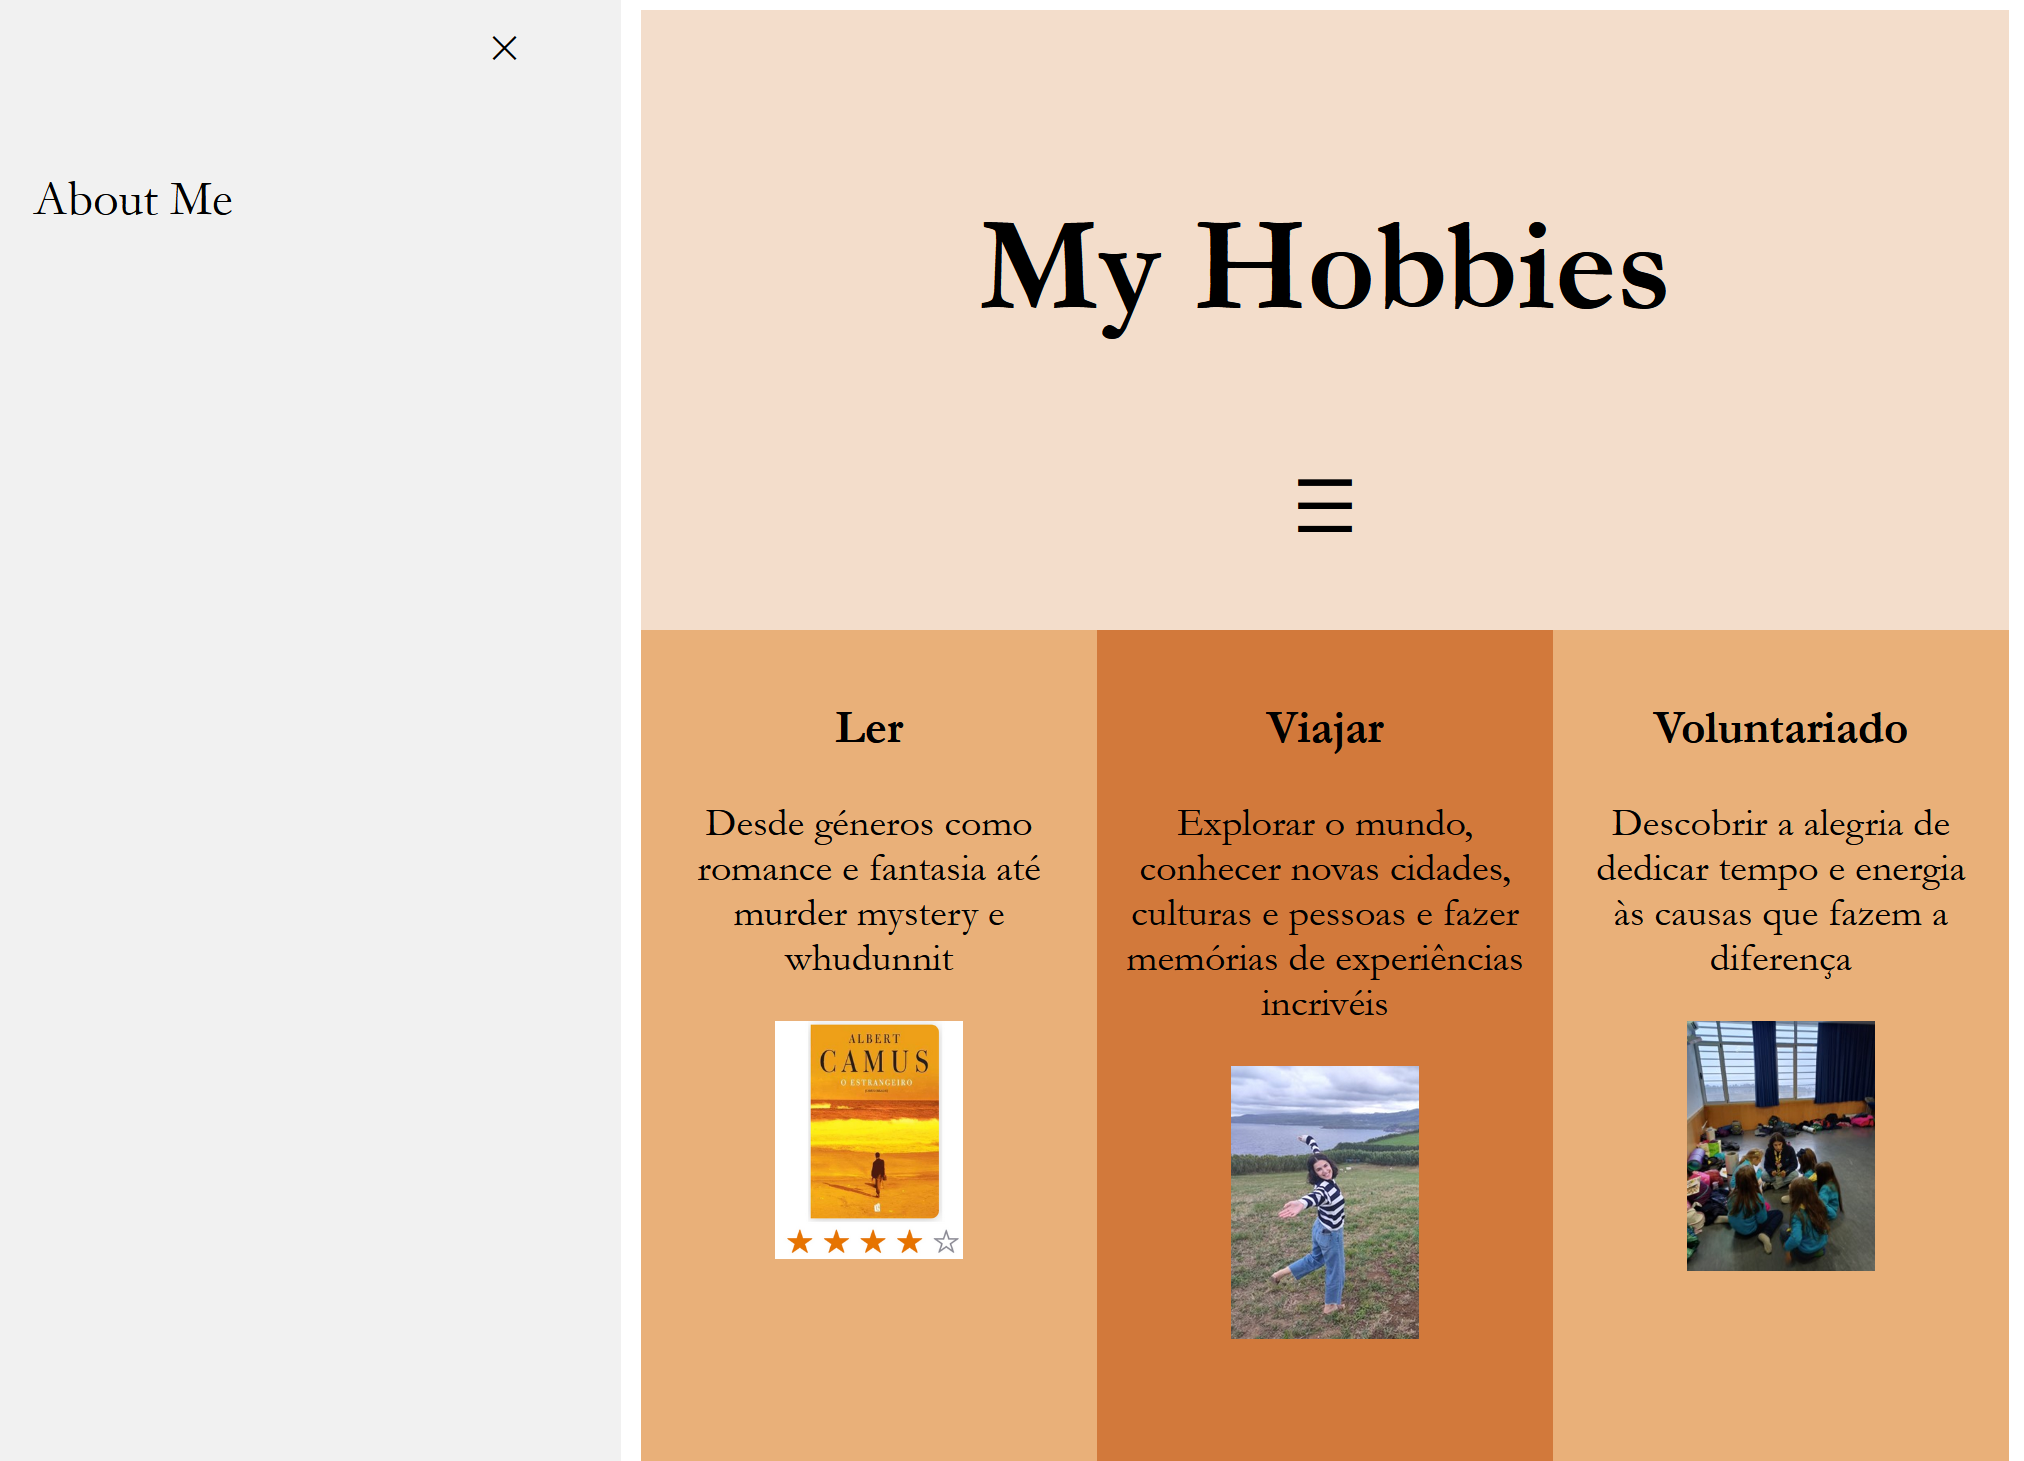 About Me
My Hobbies
Ler
Desde géneros como
romance e fantasia até
murder mystery e
whudunnit
ALBERT
CAMUS
O ESTRANGEIRO
Viajar
Explorar o mundo,
conhecer novas cidades,
culturas e pessoas e fazer
memórias de experiências
incrivéis
Voluntariado
Descobrir a alegria de
dedicar tempo e energia
às causas que fazem a
diferença